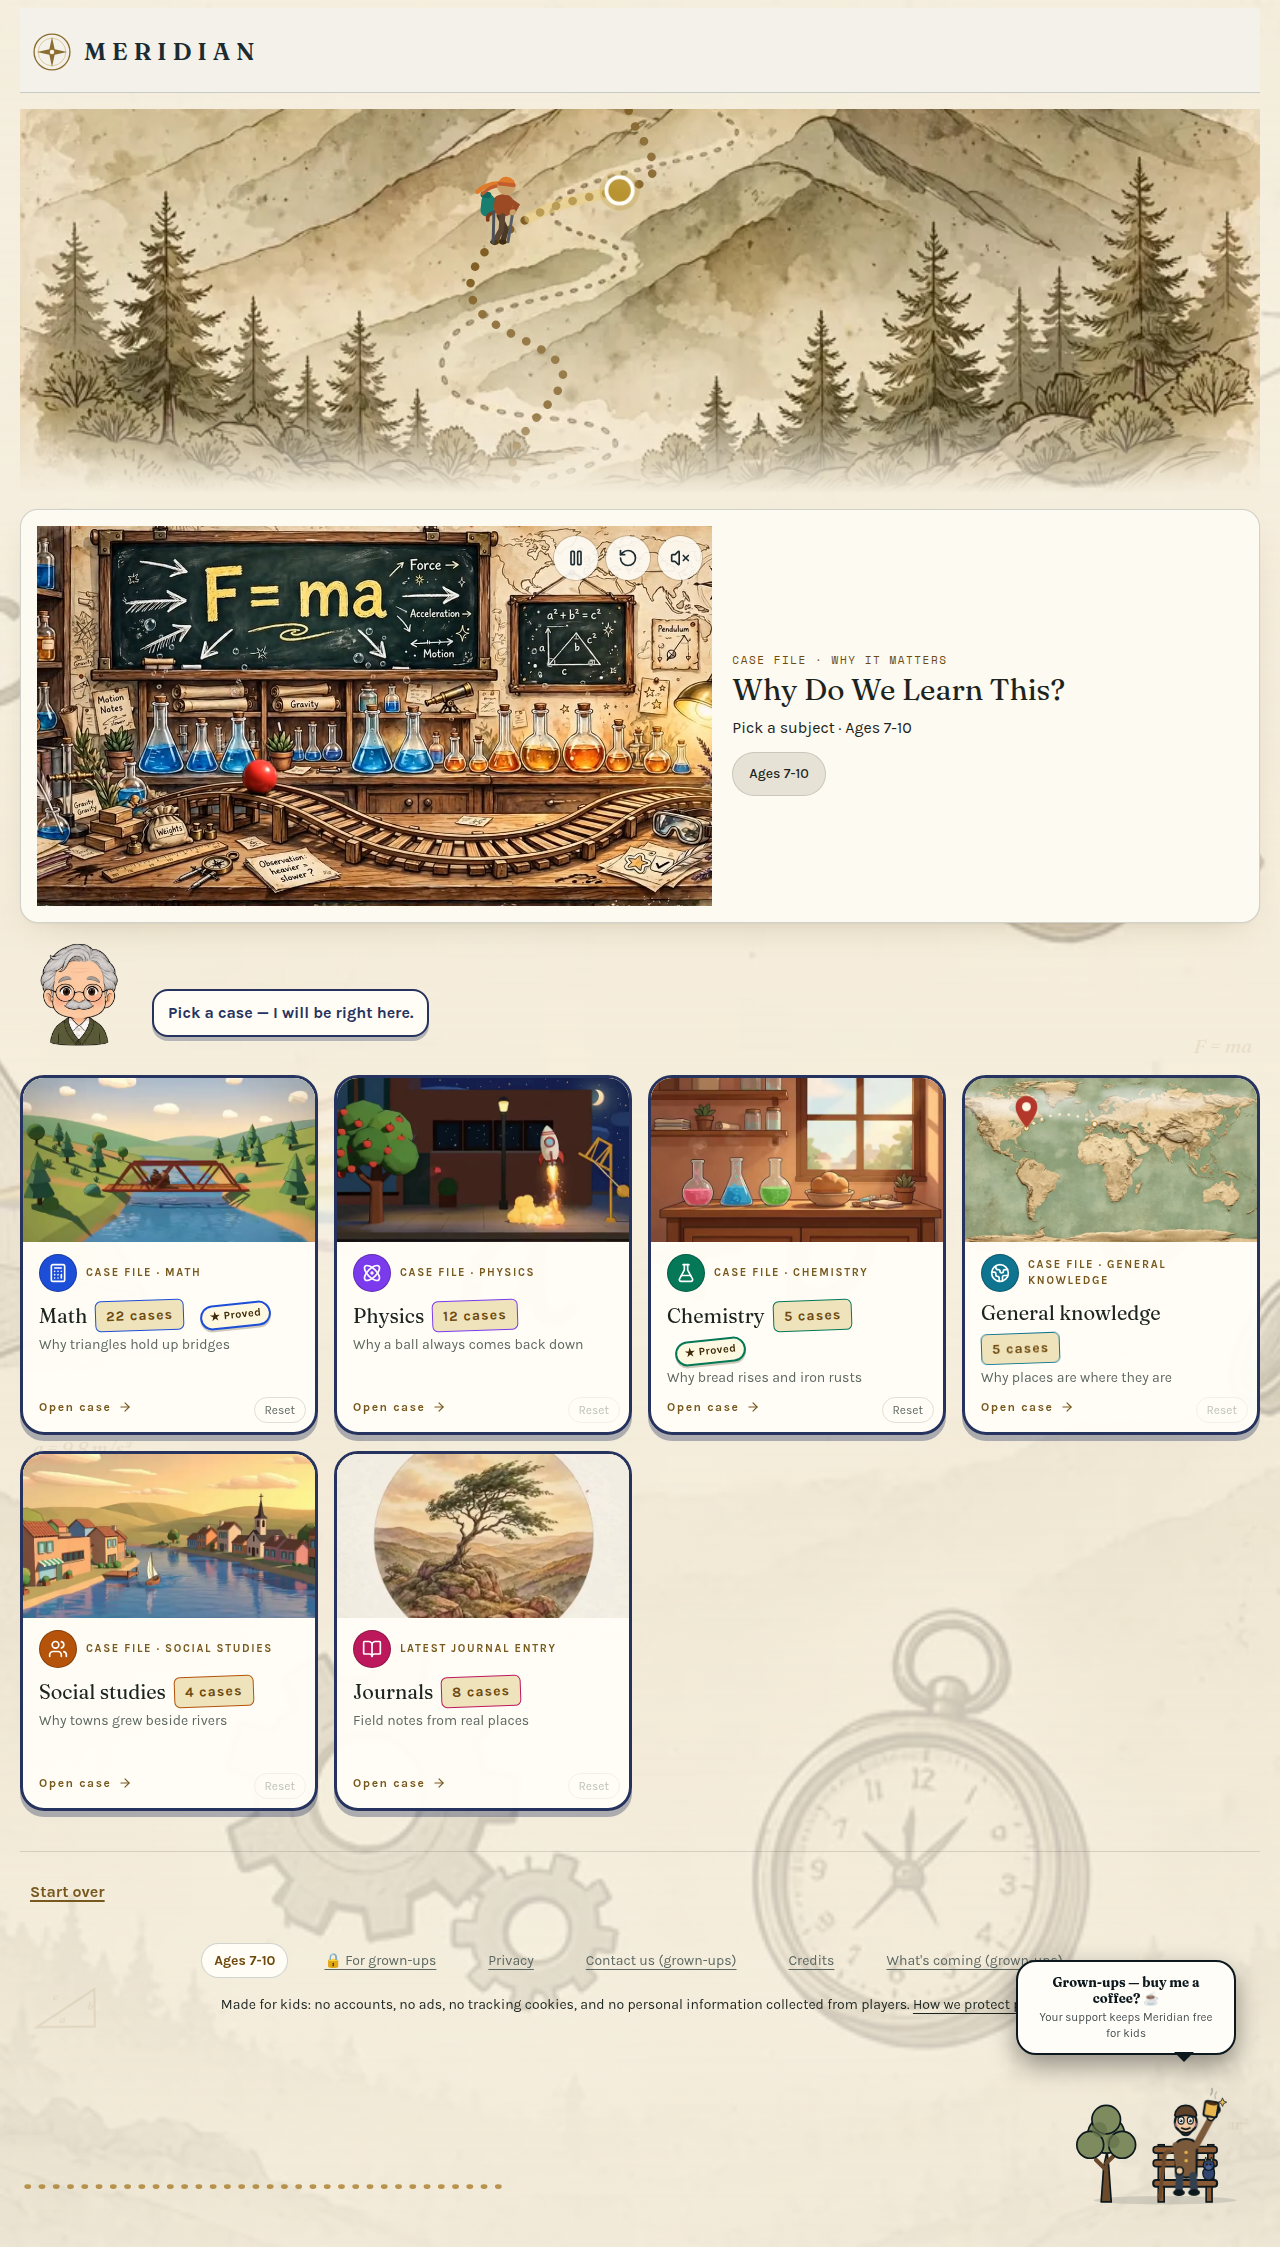 MERIDIAN
F = ma
Force
Acceleration
Motion
a² + b² = c²
a
b
c²
c
Pendulum
Motion Notes
Gravity
Gravity
Gravity
Weights
Observation:
heavier =
slower ?
CASE FILE · WHY IT MATTERS
Why Do We Learn This?
Pick a subject · Ages 7-10
Ages 7-10
Pick a case — I will be right here.
F = ma
CASE FILE · MATH
Math 22 cases ★ Proved
Why triangles hold up bridges
Open case → Reset
CASE FILE · PHYSICS
Physics 12 cases
Why a ball always comes back down
Open case → Reset
CASE FILE · CHEMISTRY
Chemistry 5 cases
★ Proved
Why bread rises and iron rusts
Open case → Reset
CASE FILE · GENERAL
KNOWLEDGE
General knowledge
5 cases
Why places are where they are
Open case → Reset
CASE FILE · SOCIAL STUDIES
Social studies 4 cases
Why towns grew beside rivers
Open case → Reset
LATEST JOURNAL ENTRY
Journals 8 cases
Field notes from real places
Open case → Reset
Start over
Ages 7-10 🔒 For grown-ups Privacy Contact us (grown-ups) Credits What's coming (grown-ups)
Made for kids: no accounts, no ads, no tracking cookies, and no personal information collected from players. How we protect
Grown-ups — buy me a
coffee? ☕
Your support keeps Meridian free
for kids